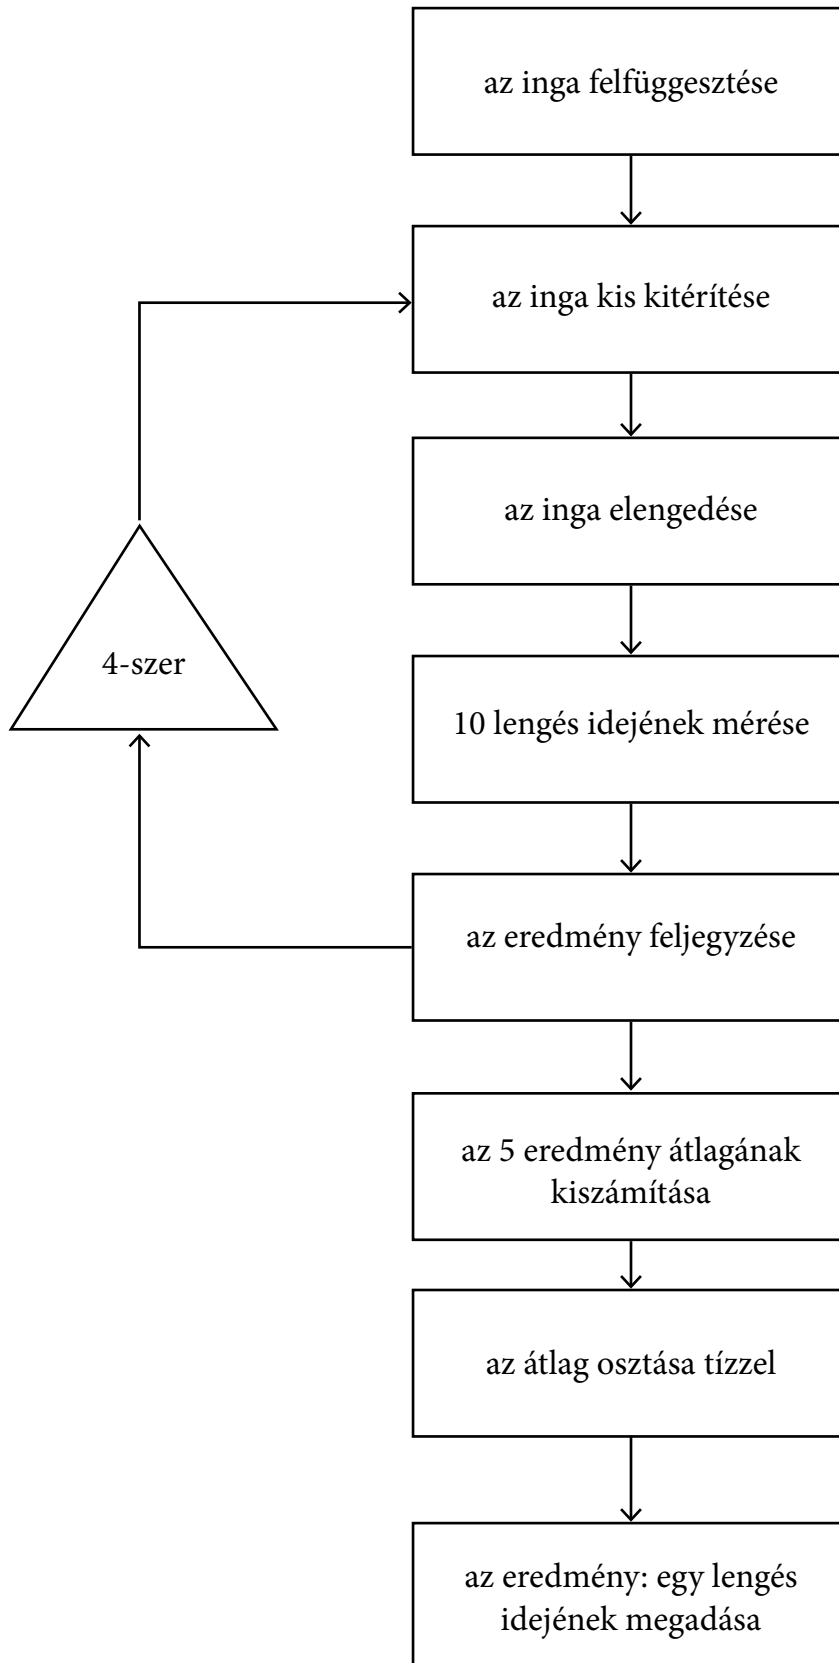 az inga felfüggesztése
az inga kis kitérítése
az inga elengedése
4-szer
10 lengés idejének mérése
az eredmény feljegyzése
az 5 eredmény átlagának
kiszámítása
az átlag osztása tízzel
az eredmény: egy lengés
idejének megadása